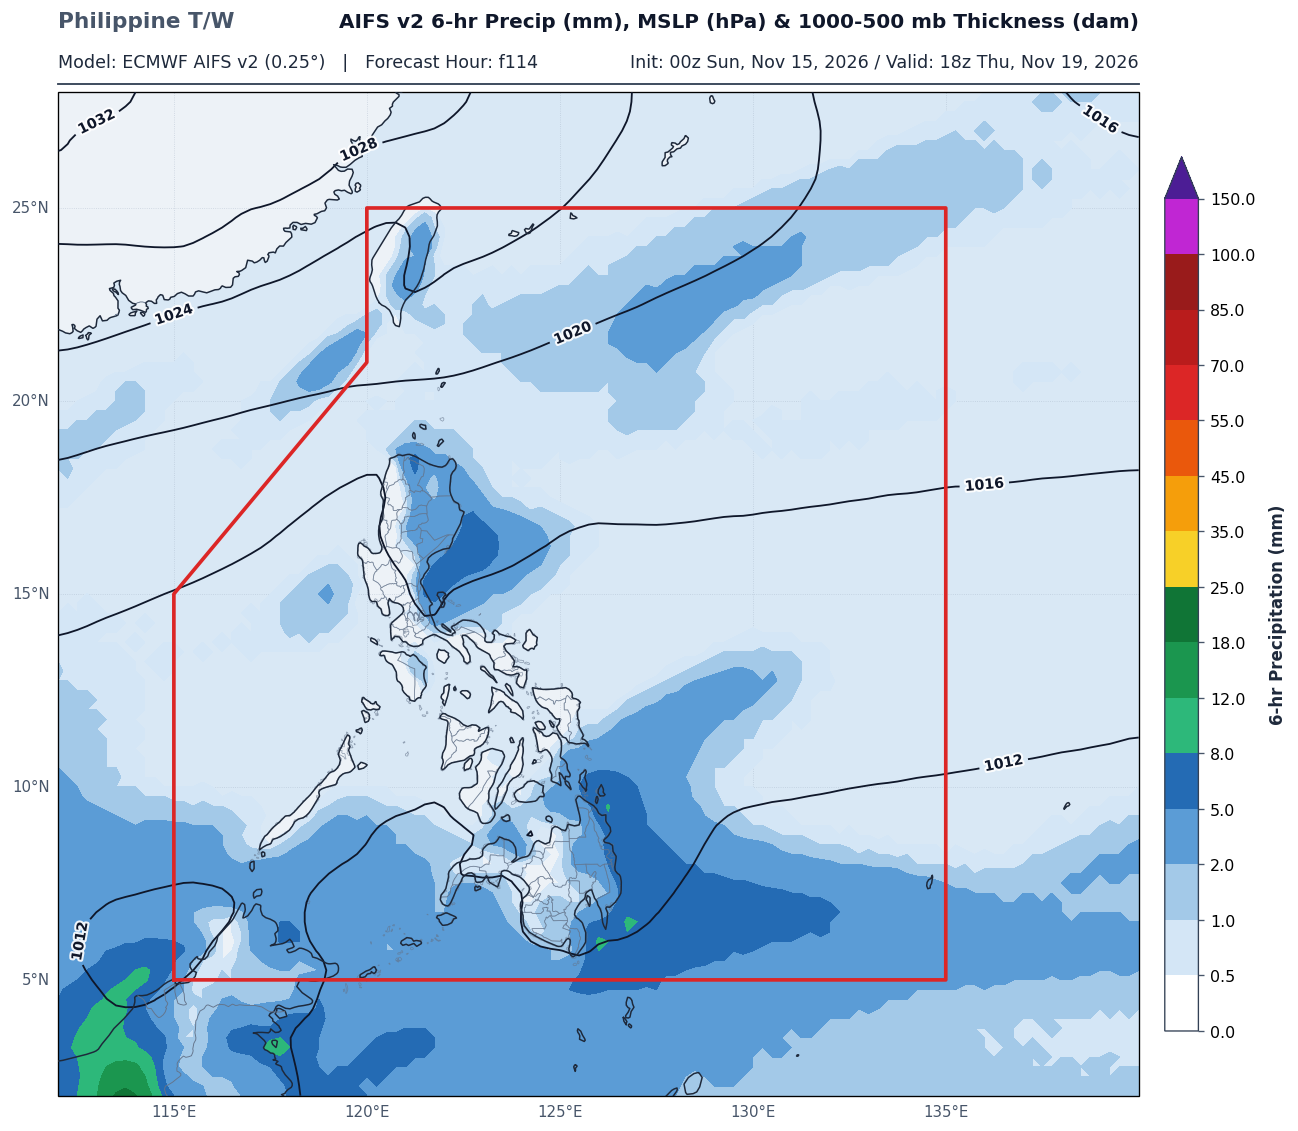 Philippine T/W
AIFS v2 6-hr Precip (mm), MSLP (hPa) & 1000-500 mb Thickness (dam)
Model: ECMWF AIFS v2 (0.25°) | Forecast Hour: f114
Init: 00z Sun, Nov 15, 2026 / Valid: 18z Thu, Nov 19, 2026
1032
1028
1016
25°N
1024
1020
20°N
1016
15°N
1012
10°N
1012
5°N
115°E
120°E
125°E
130°E
135°E
150.0
100.0
85.0
70.0
55.0
45.0
35.0
25.0
18.0
12.0
8.0
5.0
2.0
1.0
0.5
0.0
6-hr Precipitation (mm)